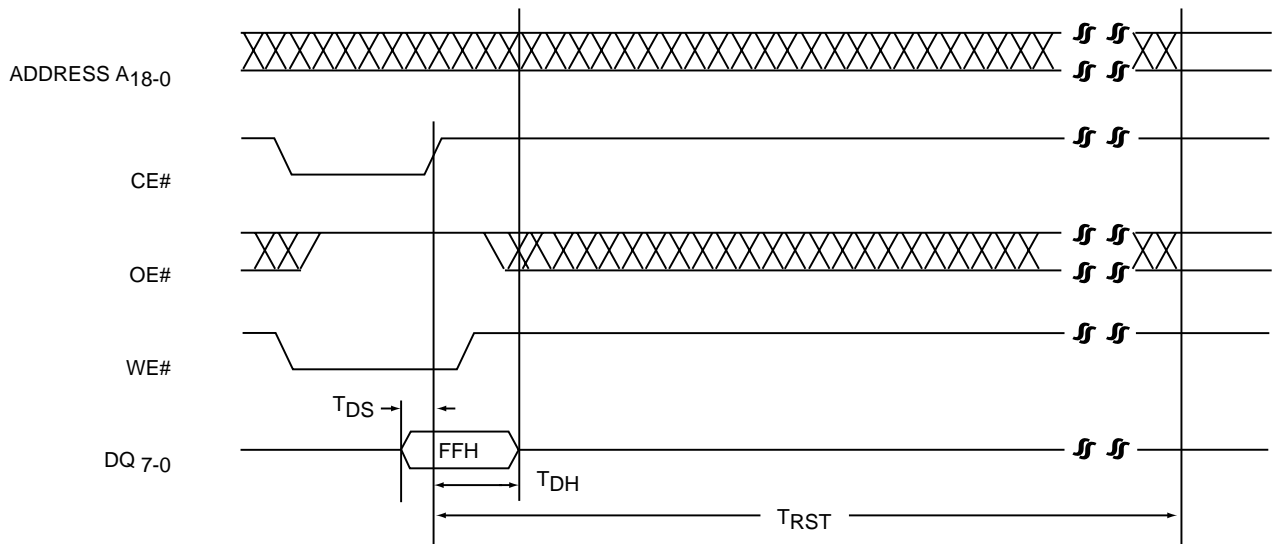 ADDRESS A18-0
CE#
OE#
WE#
TDS
DQ 7-0
FFH
TDH
TRST